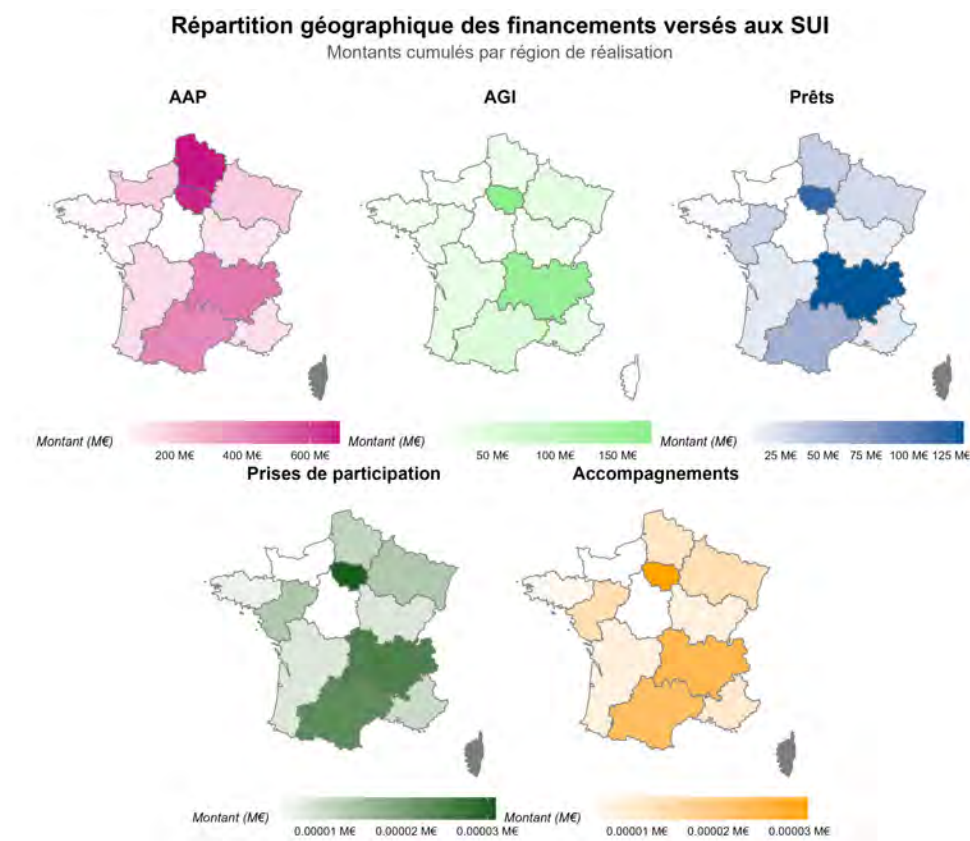 Répartition géographique des financements versés aux SUI
Montants cumulés par région de réalisation
AAP
AGI
Prêts
Montant (M€)
200 M€ 400 M€ 600 M€
Montant (M€)
50 M€ 100 M€ 150 M€
Montant (M€)
25 M€ 50 M€ 75 M€ 100 M€ 125 M€
Prises de participation
Accompagnements
Montant (M€)
0.00001 M€ 0.00002 M€ 0.00003 M€
Montant (M€)
0.00001 M€ 0.00002 M€ 0.00003 M€